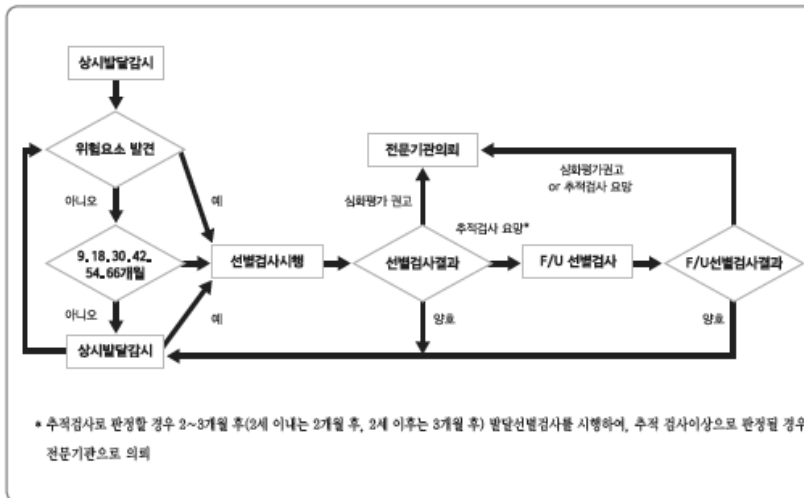 상시발달감시
위험요소 발견
전문기관의뢰
심화평가권고
or 추적검사 요망
아니오
예
심화평가 권고
추적검사 요망*
9. 18. 30. 42.
54. 66개월
선별검사시행
선별검사결과
F/U 선별검사
F/U선별검사결과
아니오
예
양호
양호
상시발달감시
* 추적검사로 판정할 경우 2~3개월 후(2세 이내는 2개월 후, 2세 이후는 3개월 후) 발달선별검사를 시행하여, 추적 검사이상으로 판정될 경우
전문기관으로 의뢰